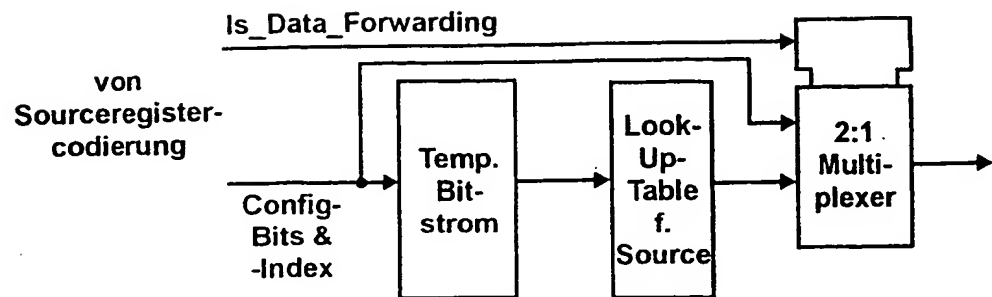 Is_Data_Forwarding
von
Sourceregister-
codierung
Config-
Bits &
-Index
Temp.
Bit-
strom
Look-
Up-
Table
f.
Source
2:1
Multi-
plexer